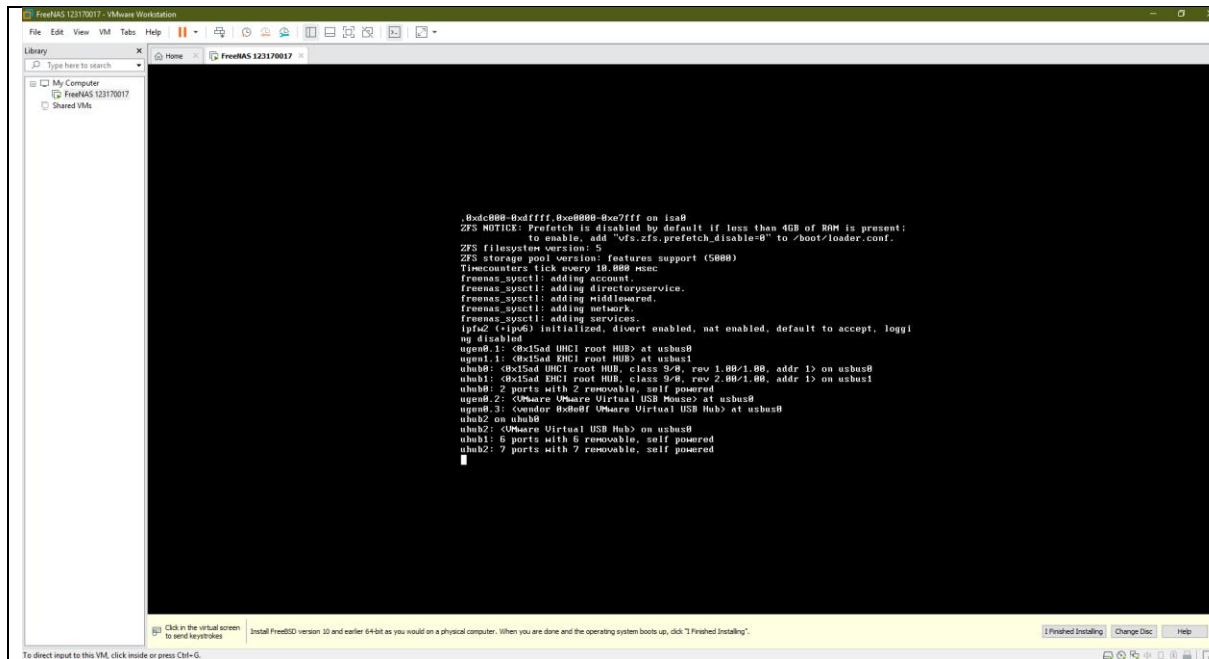 FreeNAS 123170017 - VMware Workstation
File Edit View VM Tabs Help
Library
Type here to search
My Computer
FreeNAS 123170017
Shared VMs
Home
FreeNAS 123170017
,0xdc000-0xdffff,0xe0000-0xe7fff on isa0
ZFS NOTICE: Prefetch is disabled by default if less than 4GB of RAM is present;
to enable, add "vfs.zfs.prefetch_disable=0" to /boot/loader.conf.
ZFS filesystem version: 5
ZFS storage pool version: features support (5000)
Timecounters tick every 10.000 msec
freenas_sysctl: adding account.
freenas_sysctl: adding directoryservice.
freenas_sysctl: adding middlewared.
freenas_sysctl: adding network.
freenas_sysctl: adding services.
ipfw2 (+ipv6) initialized, divert enabled, nat enabled, default to accept, loggi
ng disabled
ugen0.1: <0x15ad UHCI root HUB> at usbus0
ugen1.1: <0x15ad EHCI root HUB> at usbus1
uhub0: <0x15ad UHCI root HUB, class 9/0, rev 1.00/1.00, addr 1> on usbus0
uhub1: <0x15ad EHCI root HUB, class 9/0, rev 2.00/1.00, addr 1> on usbus1
uhub0: 2 ports with 2 removable, self powered
ugen0.2: <VMware VMware Virtual USB Mouse> at usbus0
ugen0.3: <vendor 0x0e0f VMware Virtual USB Hub> at usbus0
uhub2 on uhub0
uhub2: <VMware Virtual USB Hub> on usbus0
uhub1: 6 ports with 6 removable, self powered
uhub2: 7 ports with 7 removable, self powered
Click in the virtual screen
to send keystrokes
Install FreeBSD version 10 and earlier 64-bit as you would on a physical computer. When you are done and the operating system boots up, click "I Finished Installing".
I Finished Installing
Change Disc
Help
To direct input to this VM, click inside or press Ctrl+G.